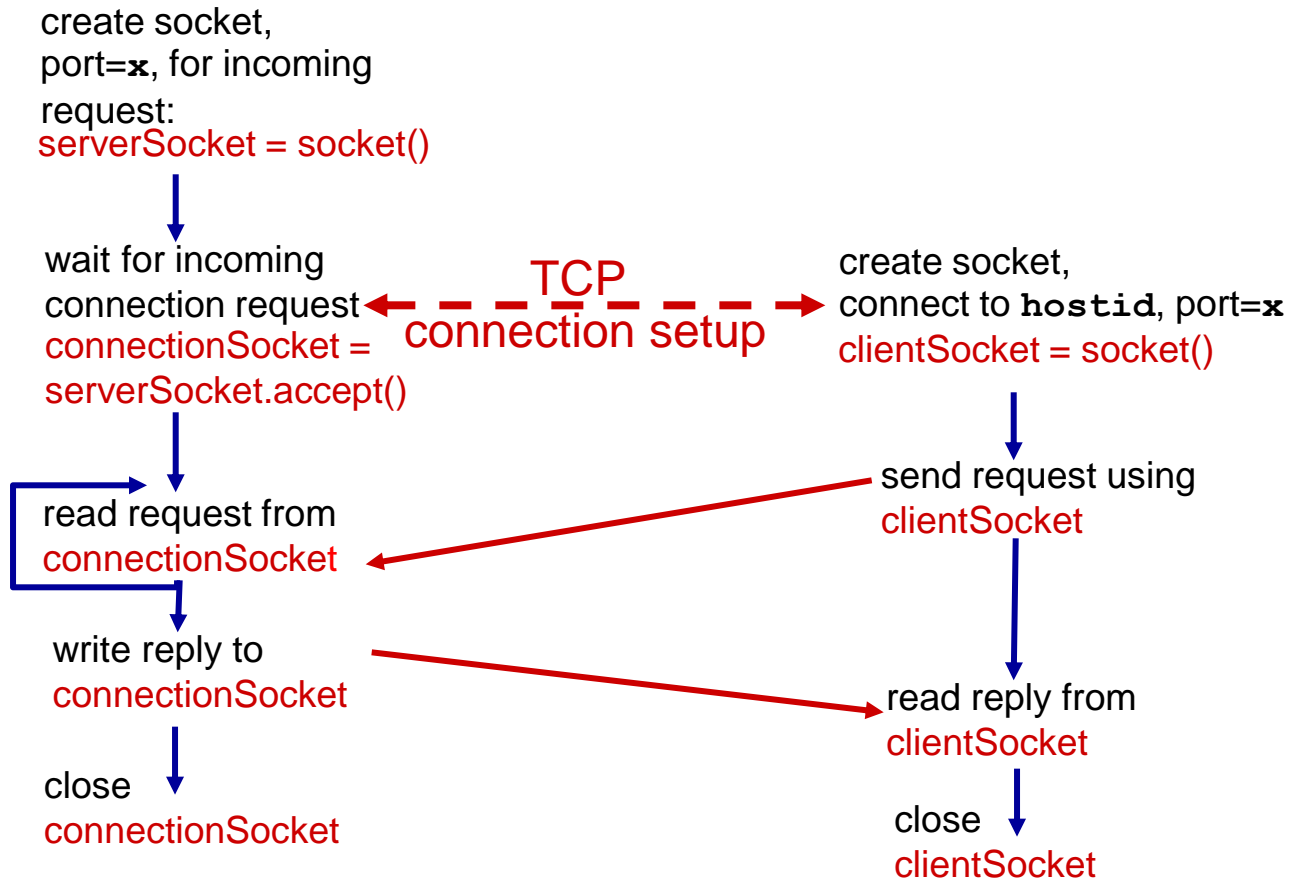 create socket,
port=x, for incoming
request:
serverSocket = socket()
wait for incoming
connection request
connectionSocket =
serverSocket.accept()
TCP
connection setup
create socket,
connect to hostid, port=x
clientSocket = socket()
send request using
clientSocket
read request from
connectionSocket
write reply to
connectionSocket
read reply from
clientSocket
close
connectionSocket
close
clientSocket